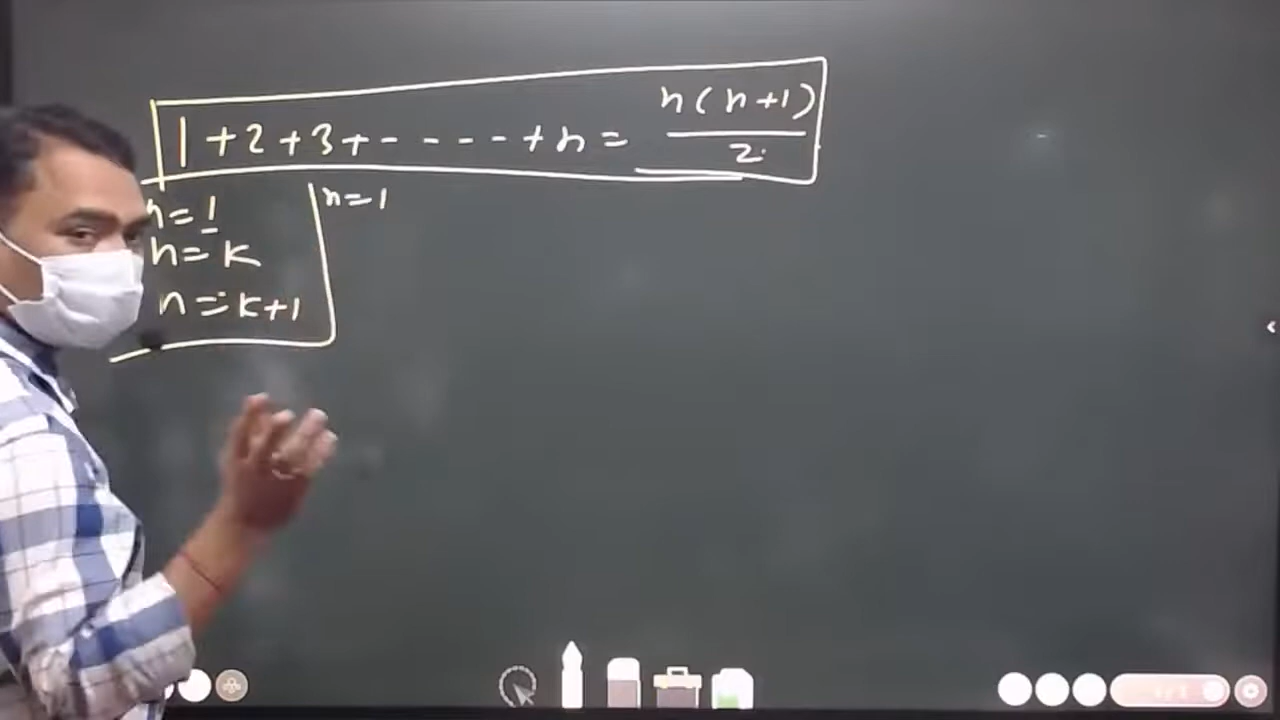 1 + 2 + 3 + - - - - - + n = n(n+1)/2
n = 1
n = k
n = k+1
n = 1